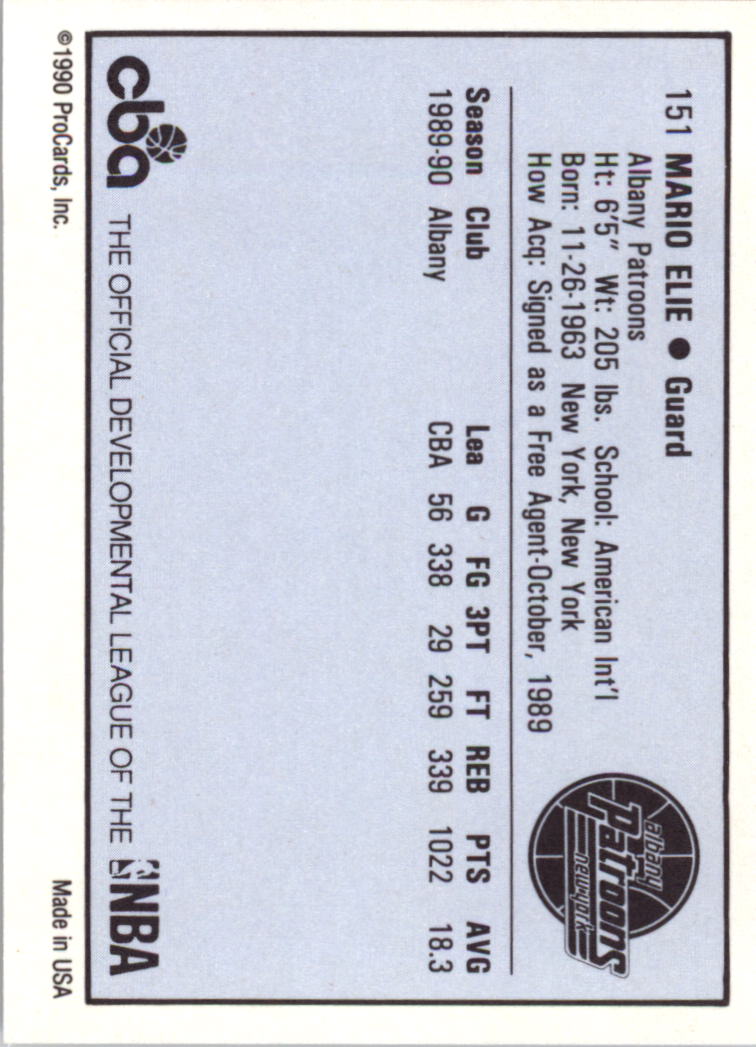 151 MARIO ELIE ● Guard
Albany Patroons
Ht: 6'5" Wt: 205 lbs. School: American Int'l
Born: 11-26-1963 New York, New York
How Acq: Signed as a Free Agent-October, 1989
albany
Patroons
new york
Season Club Lea G FG 3PT FT REB PTS AVG
1989-90 Albany CBA 56 338 29 259 339 1022 18.3
cba THE OFFICIAL DEVELOPMENTAL LEAGUE OF THE NBA
©1990 ProCards, Inc. Made in USA